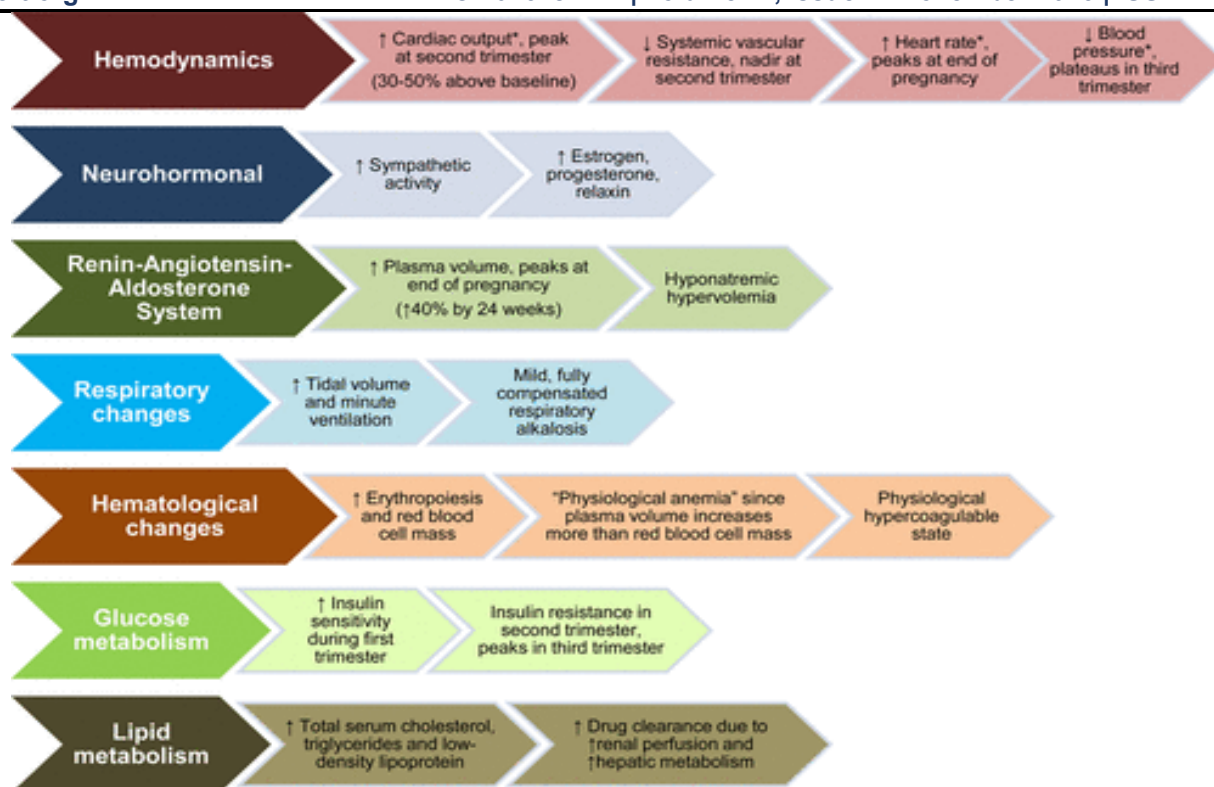 Hemodynamics
↑ Cardiac output*, peak
at second trimester
(30-50% above baseline)
↓ Systemic vascular
resistance, nadir at
second trimester
↑ Heart rate*,
peaks at end of
pregnancy
↓ Blood
pressure*,
plateaus in third
trimester
Neurohormonal
↑ Sympathetic
activity
↑ Estrogen,
progesterone,
relaxin
Renin-Angiotensin-
Aldosterone
System
↑ Plasma volume, peaks at
end of pregnancy
(↑40% by 24 weeks)
Hyponatremic
hypervolemia
Respiratory
changes
↑ Tidal volume
and minute
ventilation
Mild, fully
compensated
respiratory
alkalosis
Hematological
changes
↑ Erythropoiesis
and red blood
cell mass
"Physiological anemia" since
plasma volume increases
more than red blood cell mass
Physiological
hypercoagulable
state
Glucose
metabolism
↑ Insulin
sensitivity
during first
trimester
Insulin resistance in
second trimester,
peaks in third trimester
Lipid
metabolism
↑ Total serum cholesterol,
triglycerides and low-
density lipoprotein
↑ Drug clearance due to
↑renal perfusion and
↑hepatic metabolism